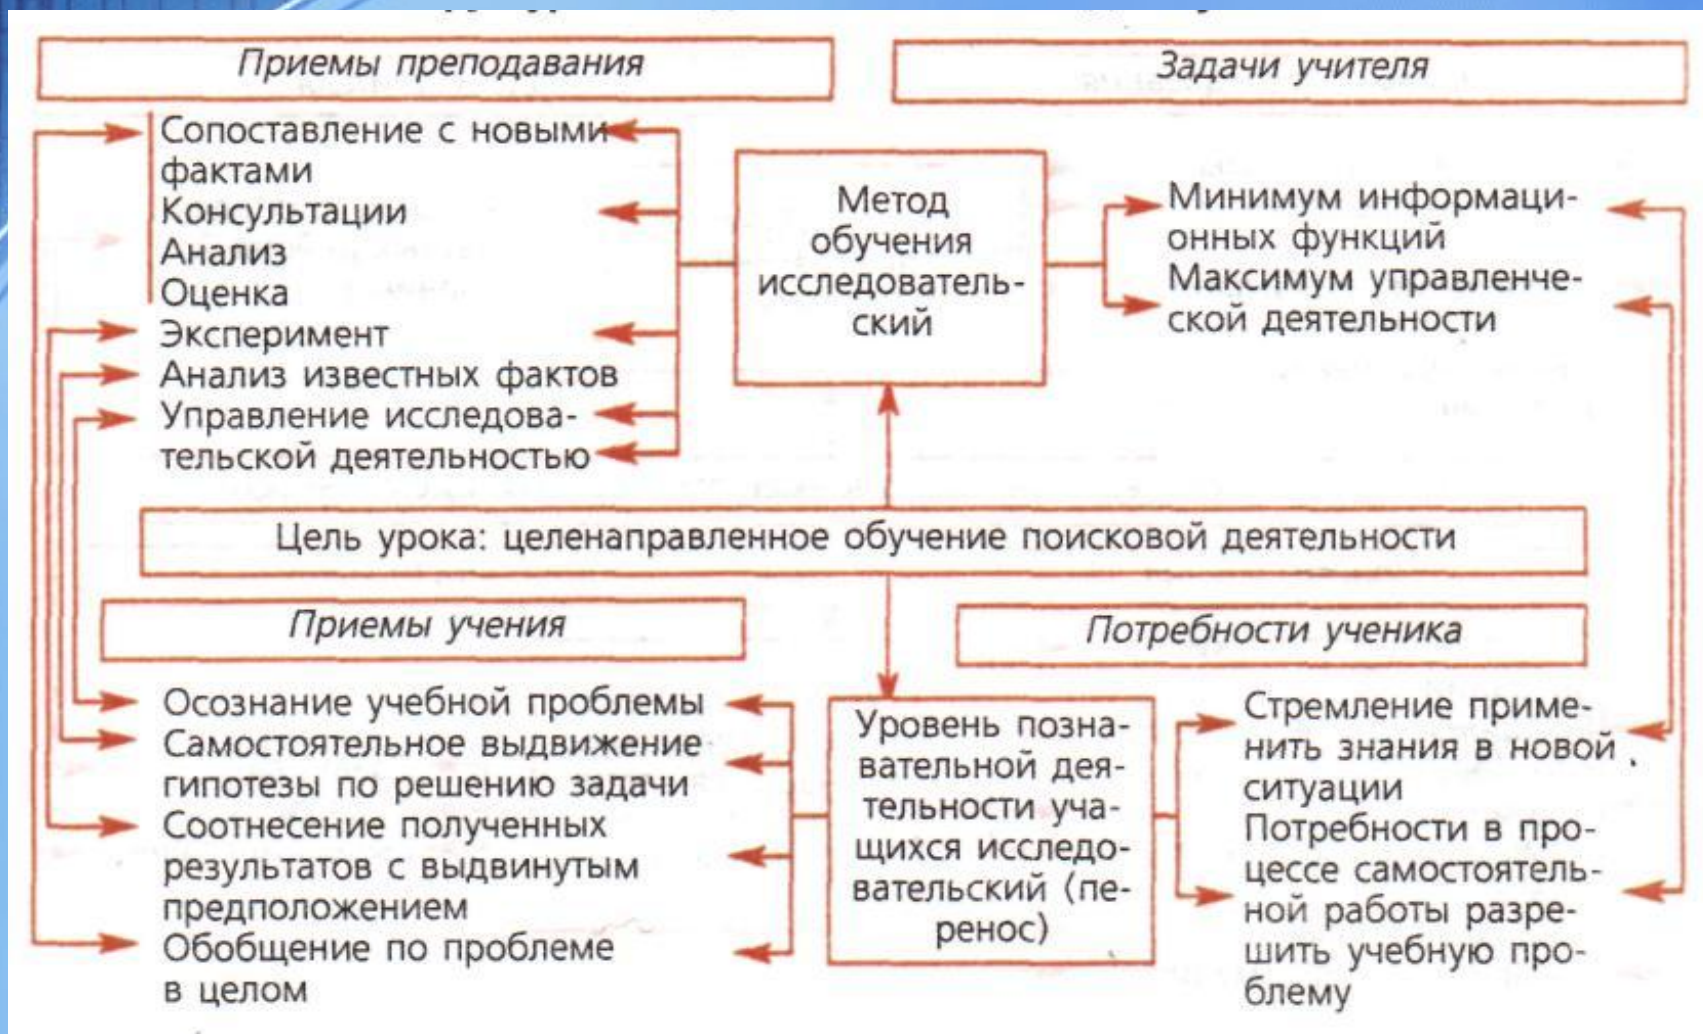 Приемы преподавания
Задачи учителя
Сопоставление с новыми
фактами
Консультации
Анализ
Оценка
Эксперимент
Анализ известных фактов
Управление исследова-
тельской деятельностью
Метод
обучения
исследователь-
ский
Минимум информаци-
онных функций
Максимум управленче-
ской деятельности
Цель урока: целенаправленное обучение поисковой деятельности
Приемы учения
Потребности ученика
Осознание учебной проблемы
Самостоятельное выдвижение
гипотезы по решению задачи
Соотнесение полученных
результатов с выдвинутым
предположением
Обобщение по проблеме
в целом
Уровень позна-
вательной дея-
тельности уча-
щихся исследо-
вательский (пе-
ренос)
Стремление приме-
нить знания в новой
ситуации
Потребности в про-
цессе самостоятель-
ной работы разре-
шить учебную про-
блему